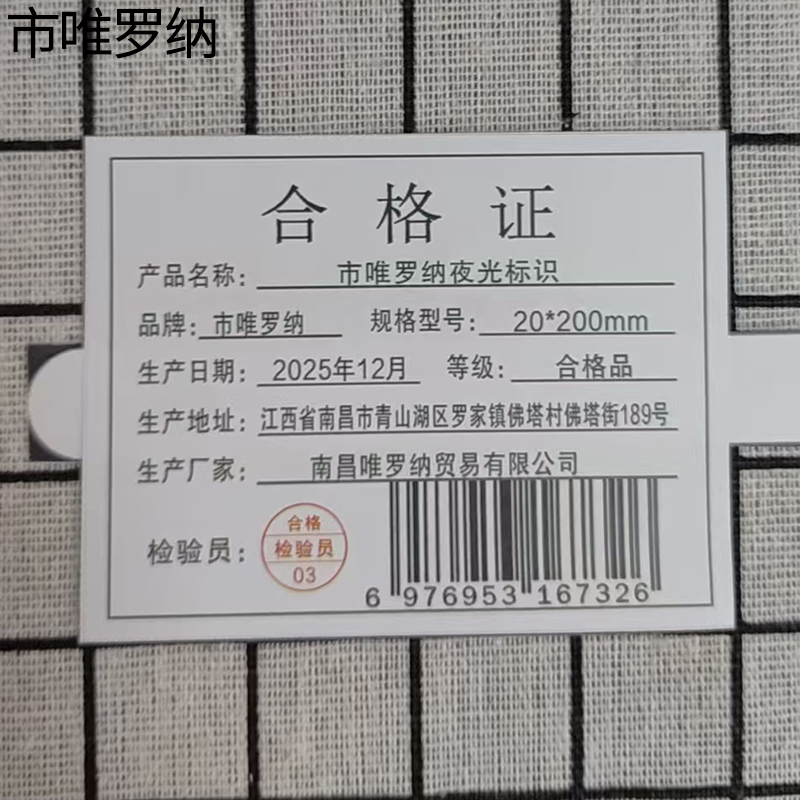 市唯罗纳
合格证
产品名称：市唯罗纳夜光标识
品牌：市唯罗纳 规格型号：20*200mm
生产日期：2025年12月 等级：合格品
生产地址：江西省南昌市青山湖区罗家镇佛塔村佛塔街189号
生产厂家：南昌唯罗纳贸易有限公司
检验员：
合格
检验员
03
6 976953 167326